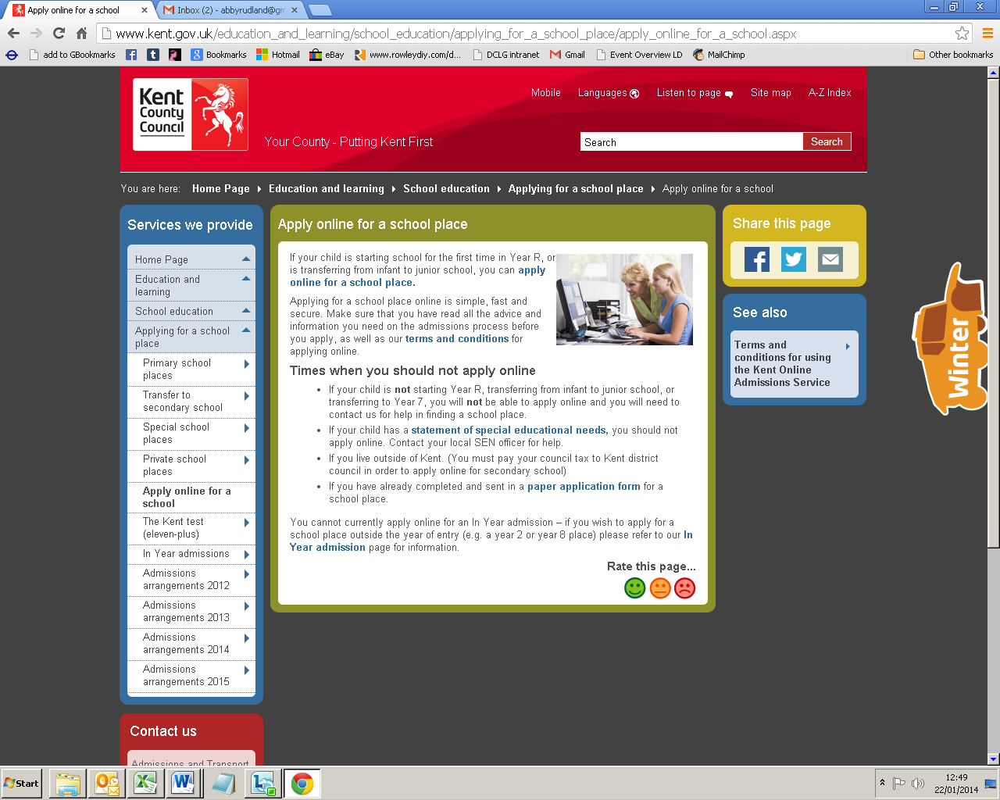 Apply online for a school
Inbox (2) - abbyrudland@gm
www.kent.gov.uk/education_and_learning/school_education/applying_for_a_school_place/apply_online_for_a_school.aspx
add to GBookmarks
Bookmarks
Hotmail
eBay
www.rowleydiy.com/d...
DCLG intranet
Gmail
Event Overview LD
MailChimp
Other bookmarks
Kent
County
Council
Mobile
Languages
Listen to page
Site map
A-Z Index
Your County - Putting Kent First
Search
Search
You are here: Home Page Education and learning School education Applying for a school place Apply online for a school
Services we provide
Home Page
Education and
learning
School education
Applying for a school
place
Primary school
places
Transfer to
secondary school
Special school
places
Private school
places
Apply online for a
school
The Kent test
(eleven-plus)
In Year admissions
Admissions
arrangements 2012
Admissions
arrangements 2013
Admissions
arrangements 2014
Admissions
arrangements 2015
Contact us
Admissions and Transport
Apply online for a school place
If your child is starting school for the first time in Year R, or
is transferring from infant to junior school, you can apply
online for a school place.
Applying for a school place online is simple, fast and
secure. Make sure that you have read all the advice and
information you need on the admissions process before
you apply, as well as our terms and conditions for
applying online.
Times when you should not apply online
• If your child is not starting Year R, transferring from infant to junior school, or
transferring to Year 7, you will not be able to apply online and you will need to
contact us for help in finding a school place.
• If your child has a statement of special educational needs, you should not
apply online. Contact your local SEN officer for help.
• If you live outside of Kent. (You must pay your council tax to Kent district
council in order to apply online for secondary school)
• If you have already completed and sent in a paper application form for a
school place.
You cannot currently apply online for an In Year admission – if you wish to apply for a
school place outside the year of entry (e.g. a year 2 or year 8 place) please refer to our In
Year admission page for information.
Rate this page...
Share this page
See also
Terms and
conditions for using
the Kent Online
Admissions Service
Winter
Start
12:49
22/01/2014